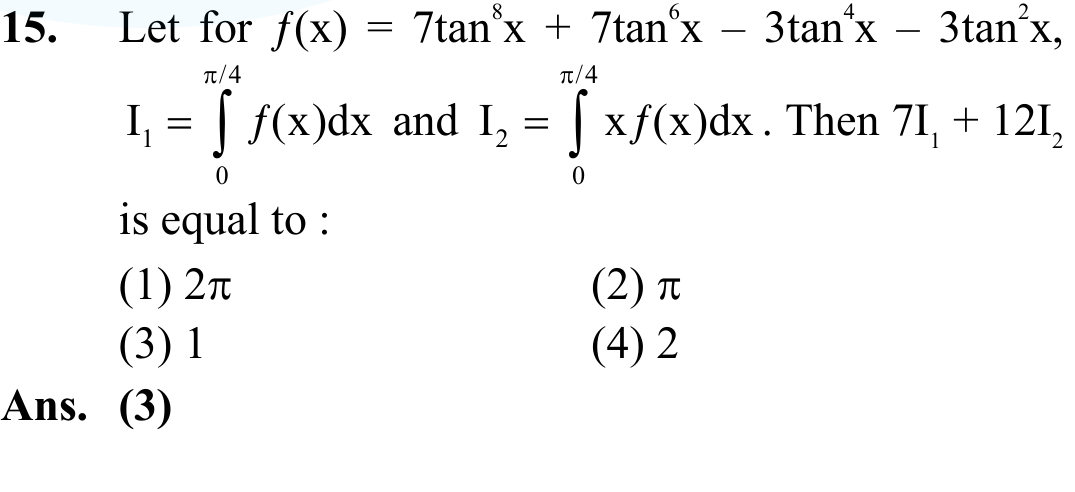 15. Let for f(x) = 7tan⁸x + 7tan⁶x – 3tan⁴x – 3tan²x,
I₁ = ∫₀^{π/4} f(x)dx and I₂ = ∫₀^{π/4} xf(x)dx. Then 7I₁ + 12I₂
is equal to :
(1) 2π (2) π
(3) 1 (4) 2
Ans. (3)